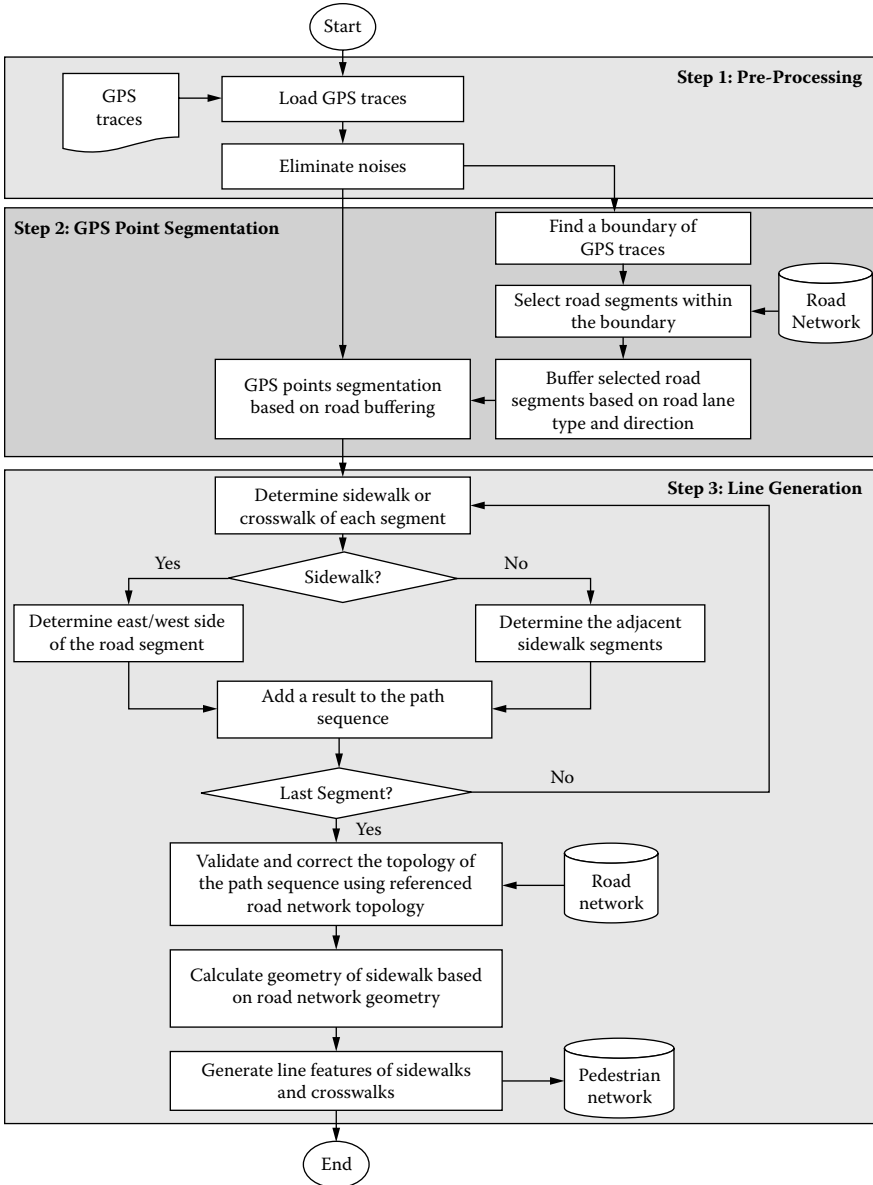 Start
Step 1: Pre-Processing
GPS
traces
Load GPS traces
Eliminate noises
Step 2: GPS Point Segmentation
Find a boundary of
GPS traces
Select road segments within
the boundary
Road
Network
GPS points segmentation
based on road buffering
Buffer selected road
segments based on road lane
type and direction
Step 3: Line Generation
Determine sidewalk or
crosswalk of each segment
Yes
Sidewalk?
No
Determine east/west side
of the road segment
Determine the adjacent
sidewalk segments
Add a result to the path
sequence
Last Segment?
No
Yes
Validate and correct the topology of
the path sequence using referenced
road network topology
Road
network
Calculate geometry of sidewalk based
on road network geometry
Generate line features of sidewalks
and crosswalks
Pedestrian
network
End